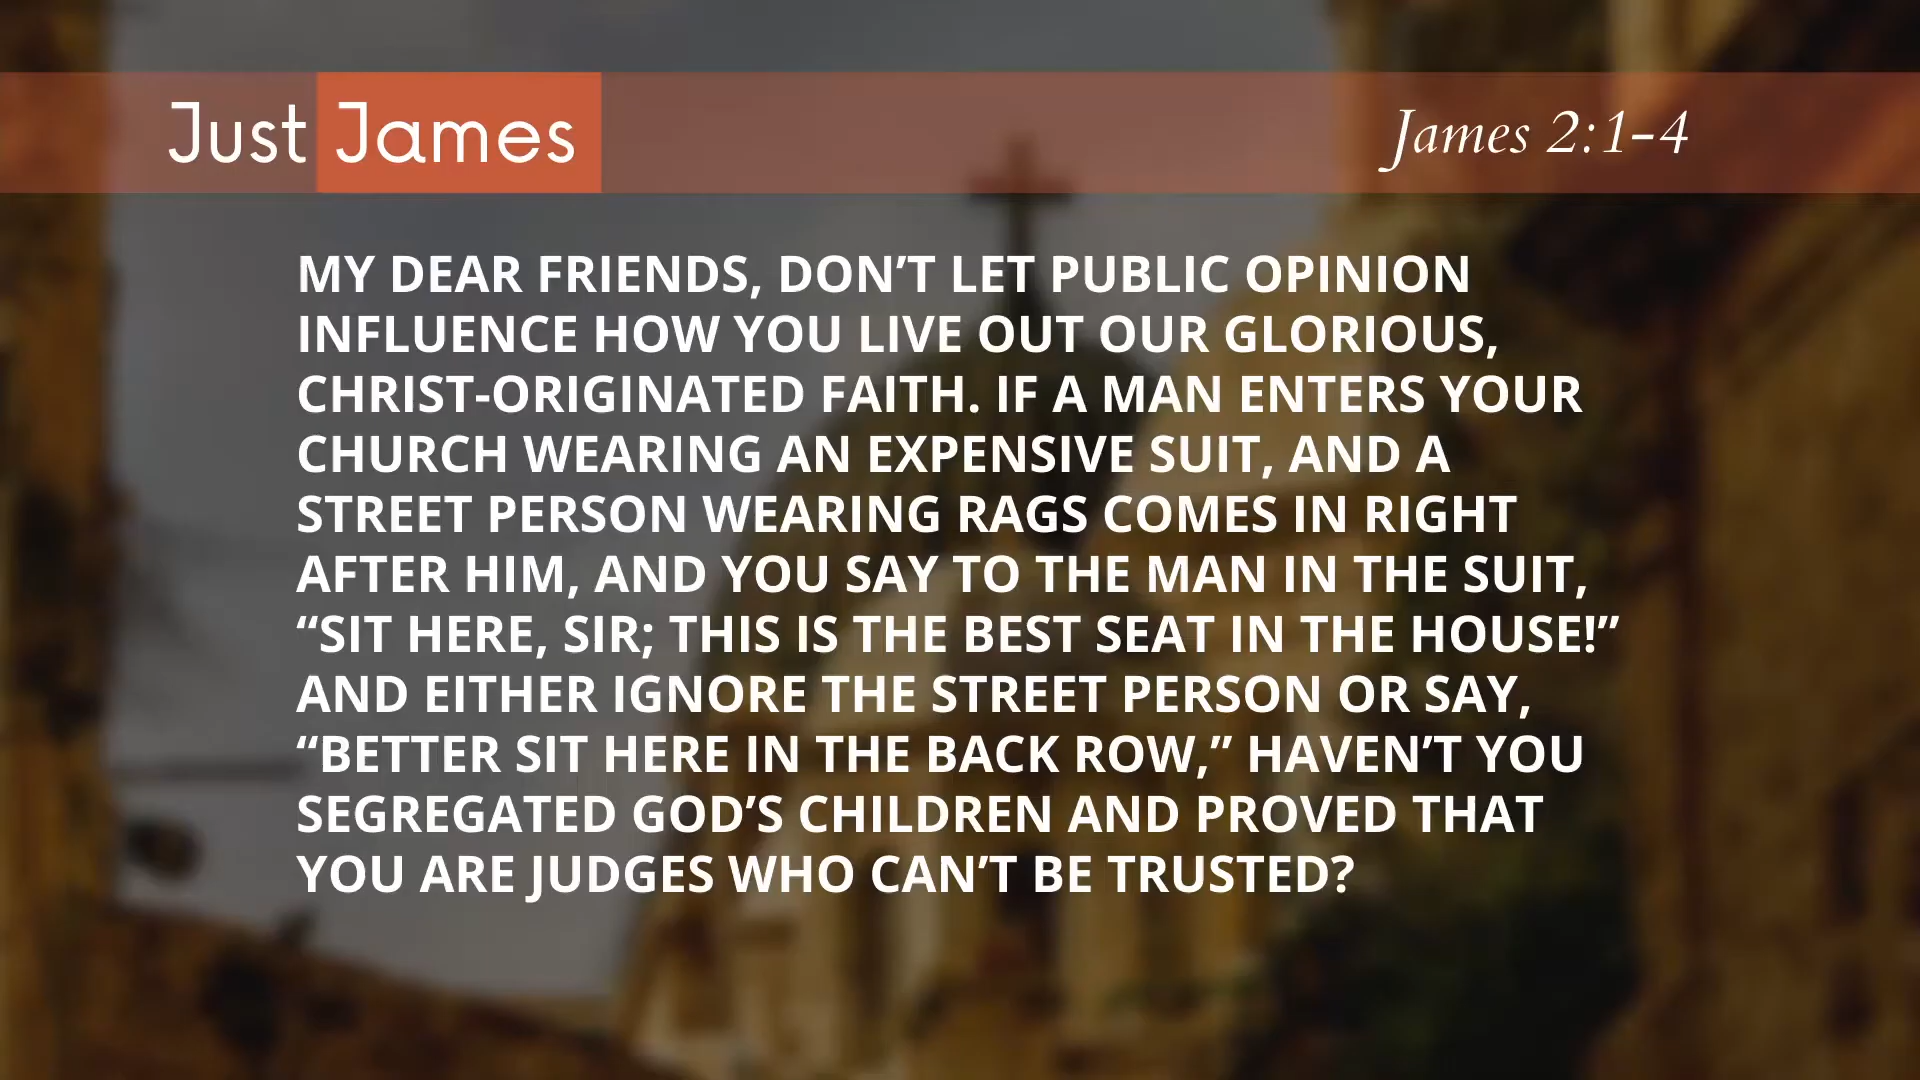 Just James
James 2:1-4
MY DEAR FRIENDS, DON’T LET PUBLIC OPINION
INFLUENCE HOW YOU LIVE OUT OUR GLORIOUS,
CHRIST-ORIGINATED FAITH. IF A MAN ENTERS YOUR
CHURCH WEARING AN EXPENSIVE SUIT, AND A
STREET PERSON WEARING RAGS COMES IN RIGHT
AFTER HIM, AND YOU SAY TO THE MAN IN THE SUIT,
“SIT HERE, SIR; THIS IS THE BEST SEAT IN THE HOUSE!”
AND EITHER IGNORE THE STREET PERSON OR SAY,
“BETTER SIT HERE IN THE BACK ROW,” HAVEN’T YOU
SEGREGATED GOD’S CHILDREN AND PROVED THAT
YOU ARE JUDGES WHO CAN’T BE TRUSTED?